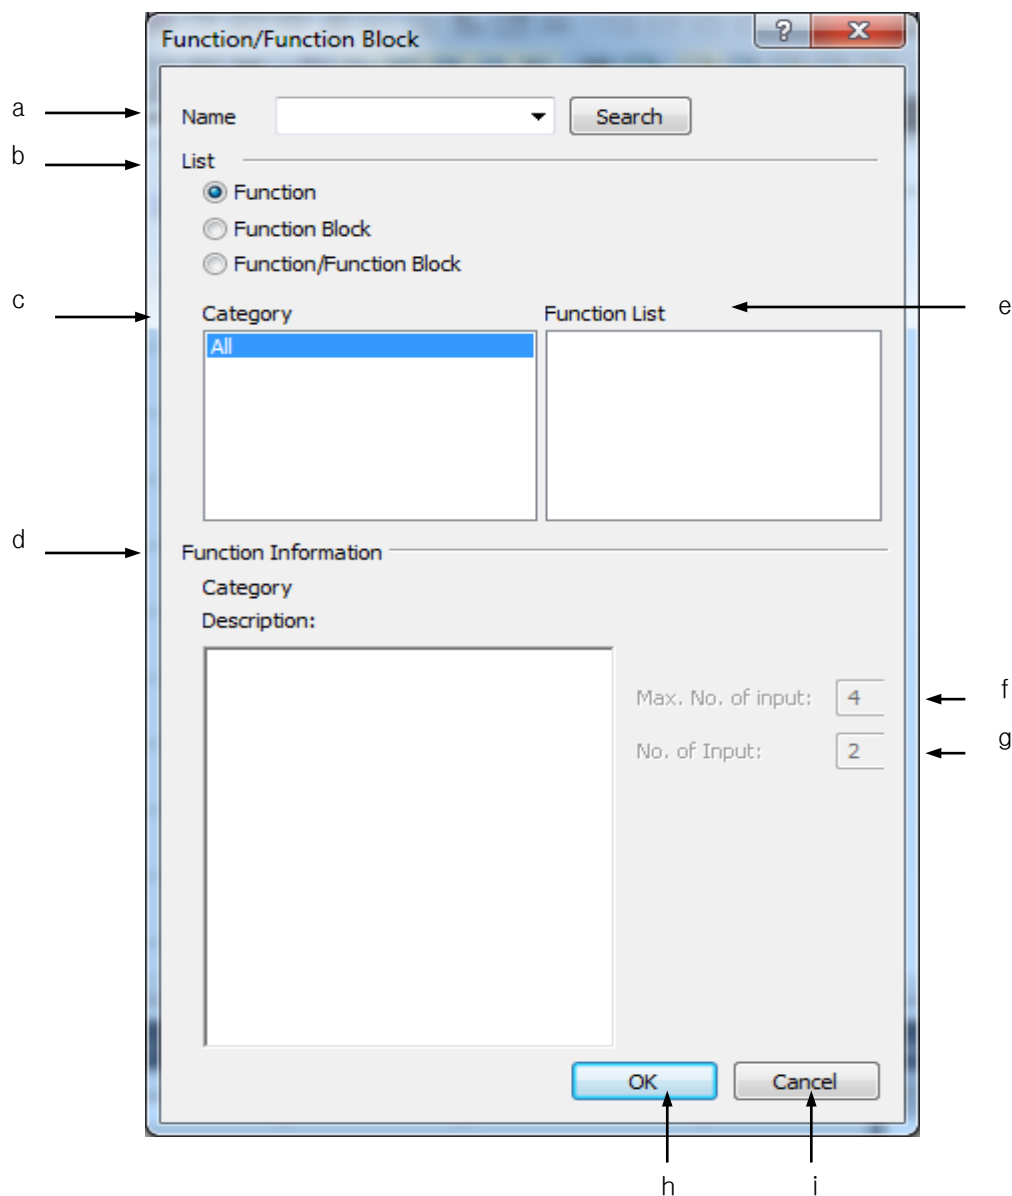 Function/Function Block
?
a
Name
Search
b
List
Function
Function Block
Function/Function Block
c
Category
Function List
e
All
d
Function Information
Category
Description:
Max. No. of input: 4
f
No. of Input: 2
g
OK
Cancel
h
i